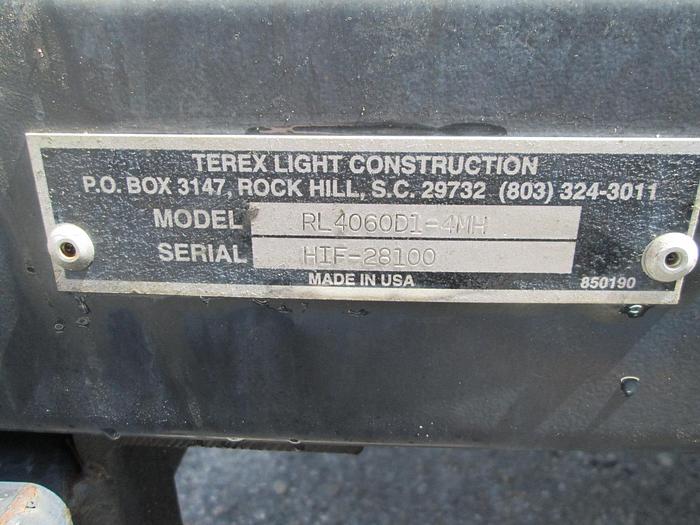 TEREX LIGHT CONSTRUCTION
P.O. BOX 3147, ROCK HILL, S.C. 29732 (803) 324-3011
MODEL RL4060D1-4MH
SERIAL HIF-28100
MADE IN USA 850190